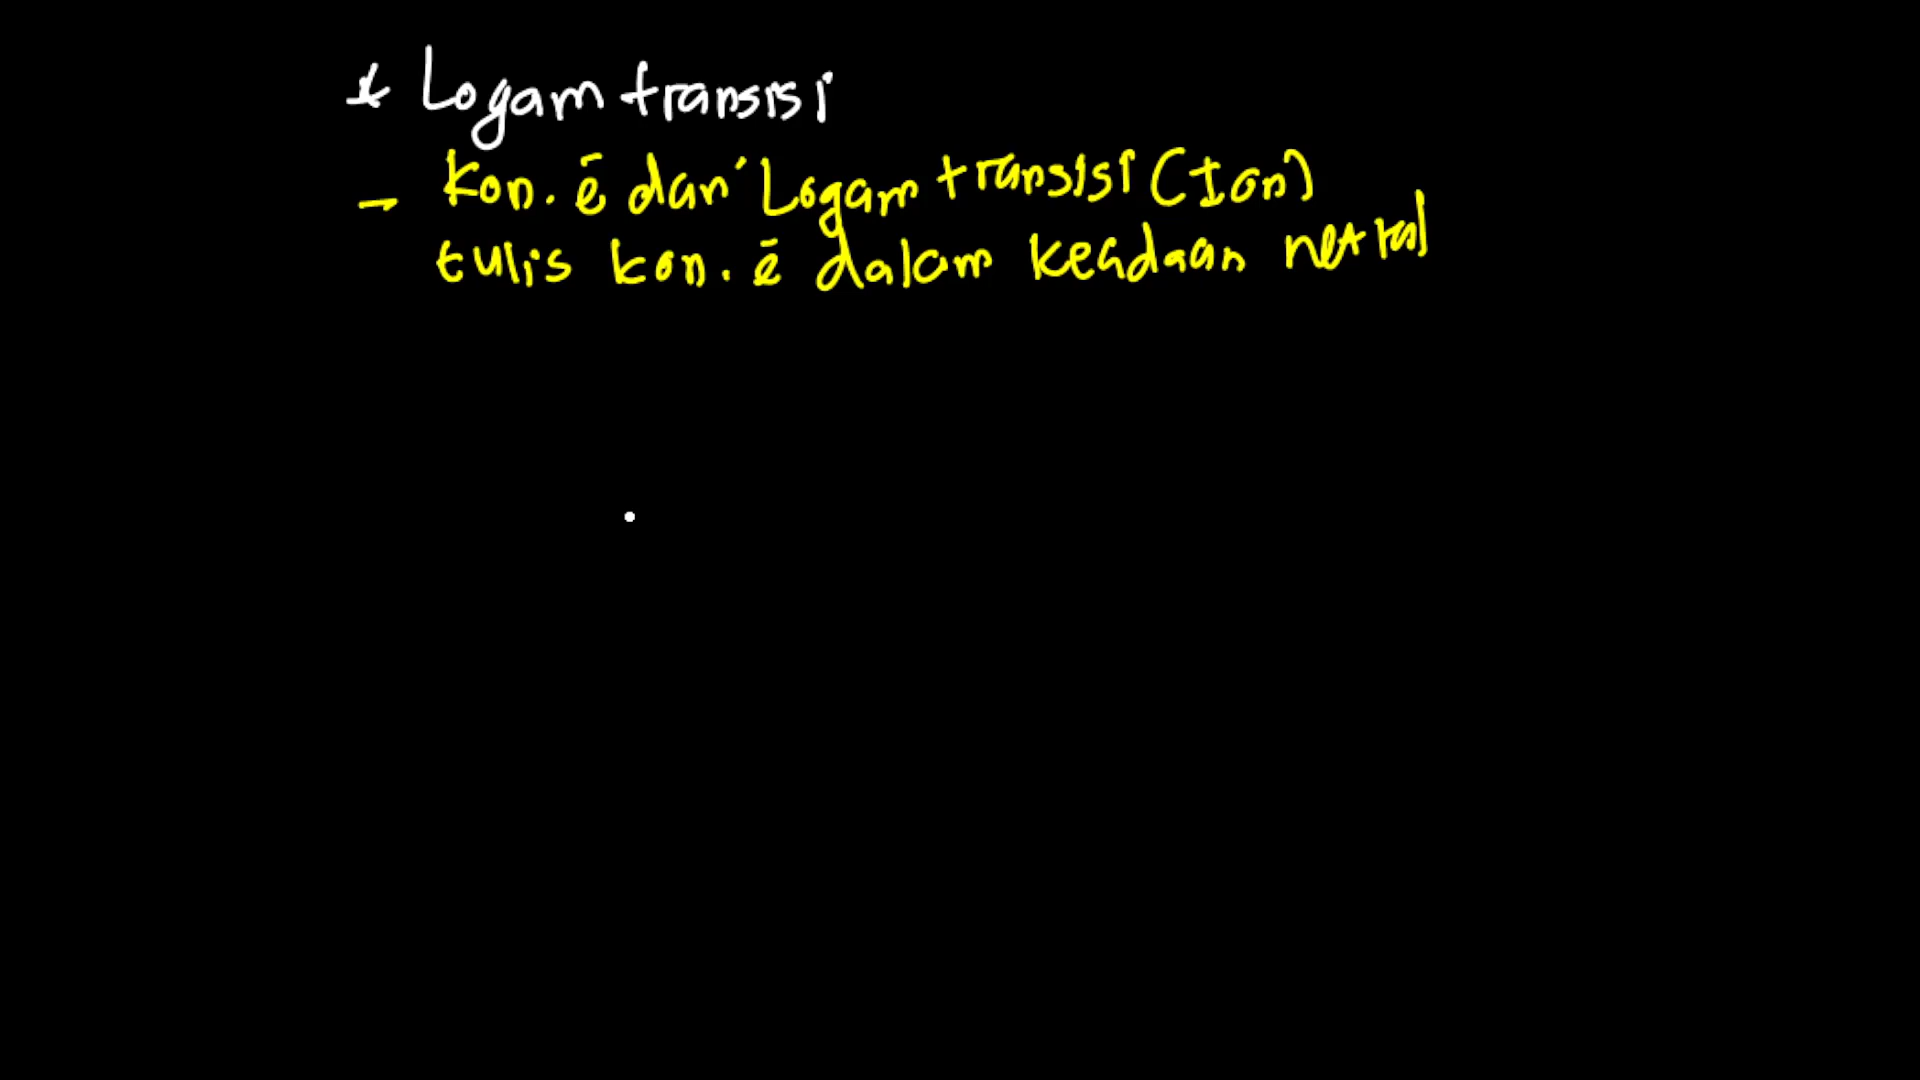 * Logam transisi
- Kon. ē dari Logam transisi (Ion)
tulis kon. ē dalam keadaan netral